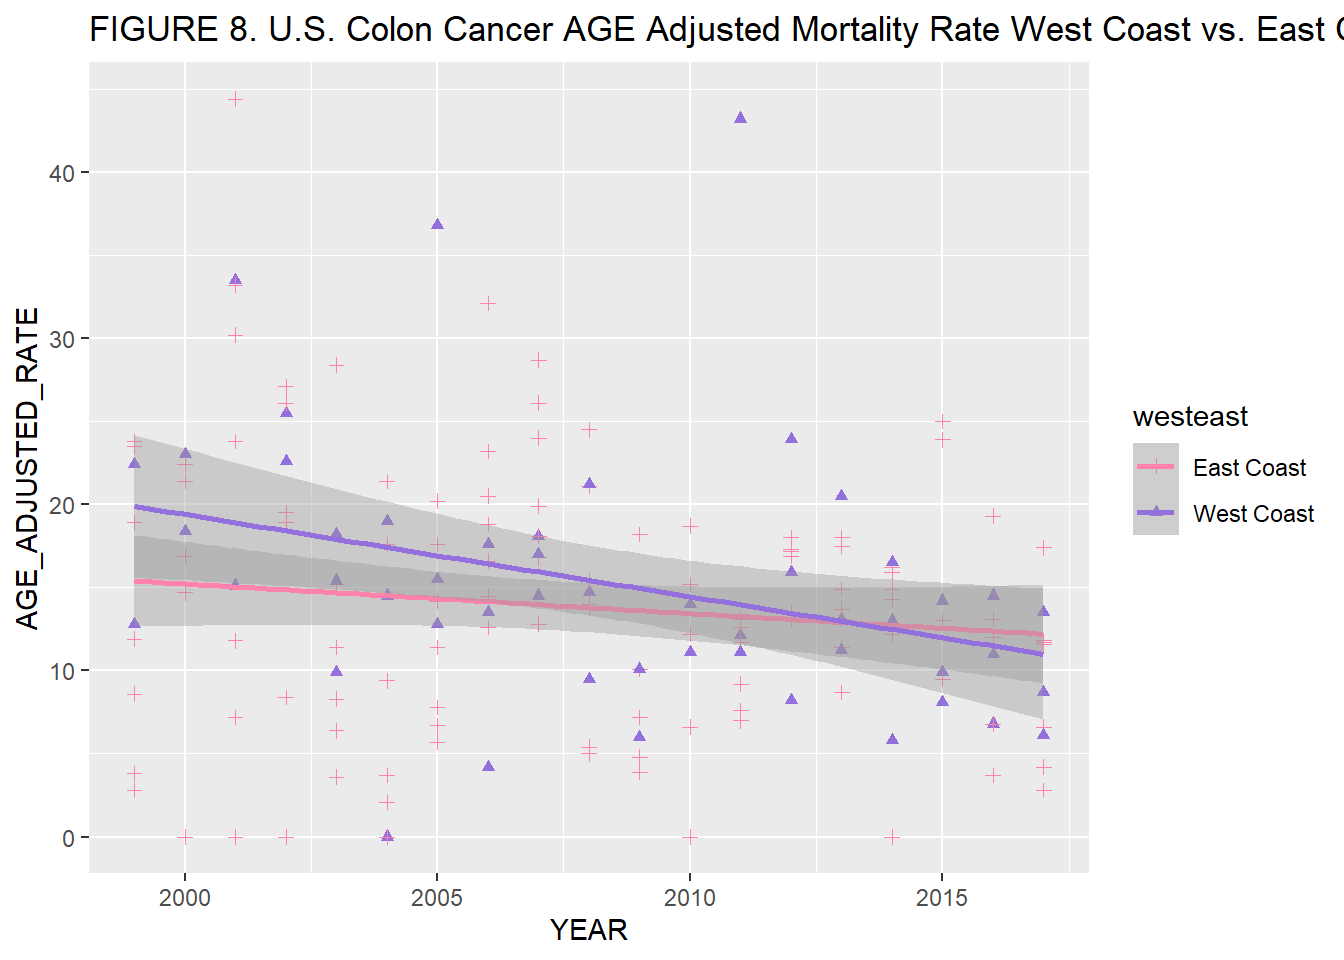 FIGURE 8. U.S. Colon Cancer AGE Adjusted Mortality Rate West Coast vs. East
AGE_ADJUSTED_RATE
40
30
20
10
0
2000 2005 2010 2015
YEAR
westeast
East Coast
West Coast